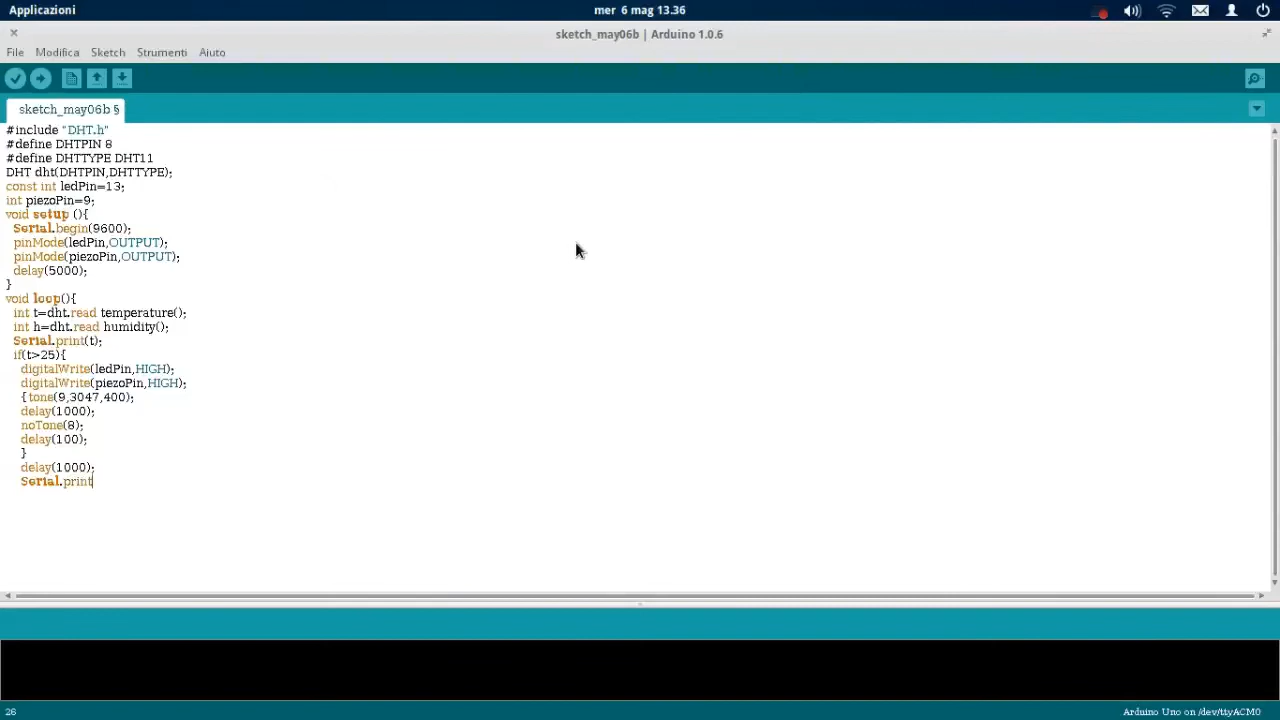 Applicazioni
mer 6 mag 13.36
sketch_may06b | Arduino 1.0.6
File Modifica Sketch Strumenti Aiuto
sketch_may06b §
#include "DHT.h"
#define DHTPIN 8
#define DHTTYPE DHT11
DHT dht(DHTPIN,DHTTYPE);
const int ledPin=13;
int piezoPin=9;
void setup (){
Serial.begin(9600);
pinMode(ledPin,OUTPUT);
pinMode(piezoPin,OUTPUT);
delay(5000);
}
void loop(){
int t=dht.read temperature();
int h=dht.read humidity();
Serial.print(t);
if(t>25){
digitalWrite(ledPin,HIGH);
digitalWrite(piezoPin,HIGH);
{tone(9,3047,400);
delay(1000);
noTone(8);
delay(100);
}
delay(1000);
Serial.print
26
Arduino Uno on /dev/ttyACM0